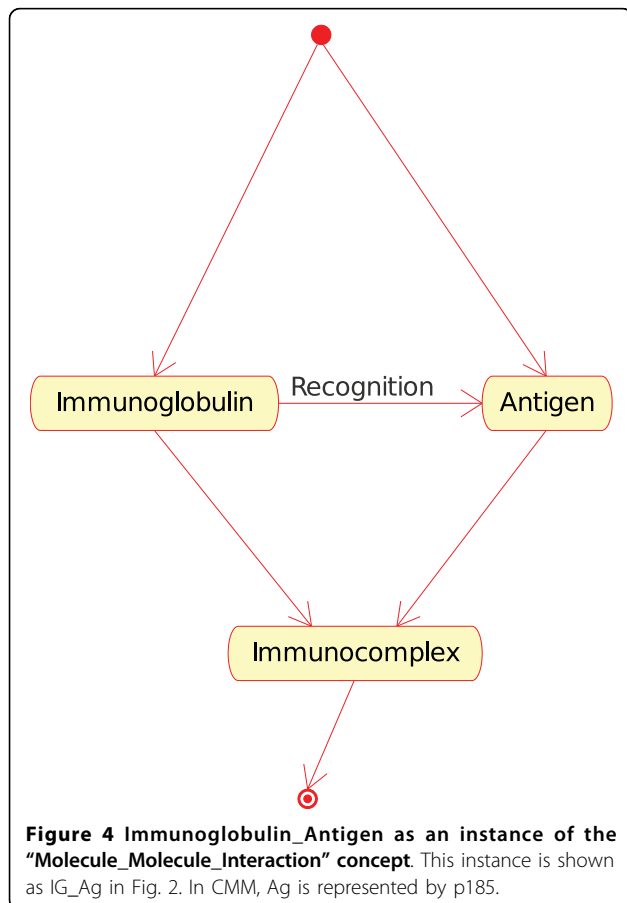 Immunoglobulin
Recognition
Antigen
Immunocomplex
Figure 4 Immunoglobulin_Antigen as an instance of the
"Molecule_Molecule_Interaction" concept. This instance is shown
as IG_Ag in Fig. 2. In CMM, Ag is represented by p185.